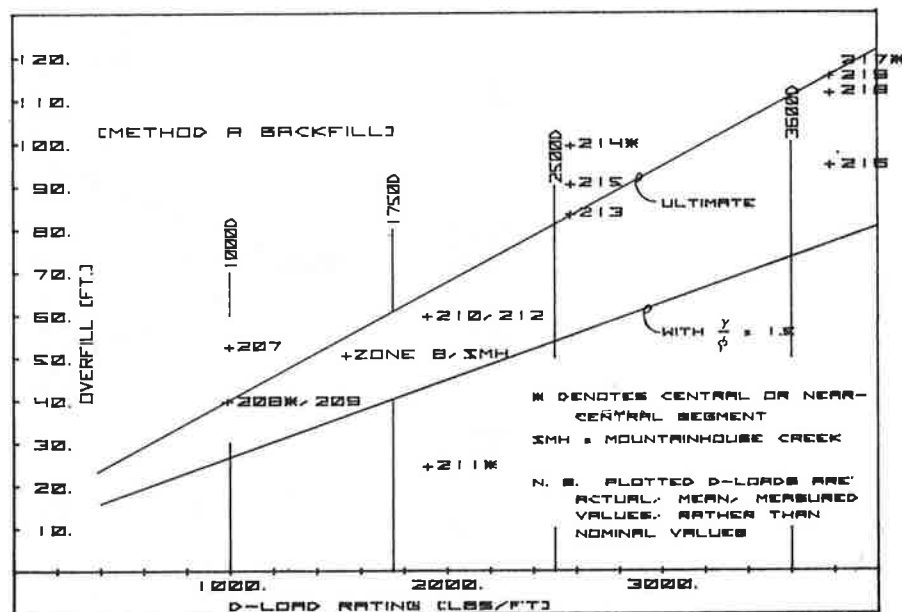 120.
110.
100.
90.
80.
70.
60.
50.
40.
30.
20.
10.
OVERFILL [FT.]
[METHOD A BACKFILL]
1000D
1750D
2500D
3600D
+217*
+219
+218
+216
+214*
+215
+213
ULTIMATE
+210/212
+207
+ZONE 8/SMH
WITH γ/φ = 1.5
+208*/209
+211*
* DENOTES CENTRAL OR NEAR-
CENTRAL SEGMENT
SMH = MOUNTAINHOUSE CREEK
N. B. PLOTTED D-LOADS ARE
ACTUAL, MEAN, MEASURED
VALUES, RATHER THAN
NOMINAL VALUES
1000. 2000. 3000.
D-LOAD RATING [LBS/FT]